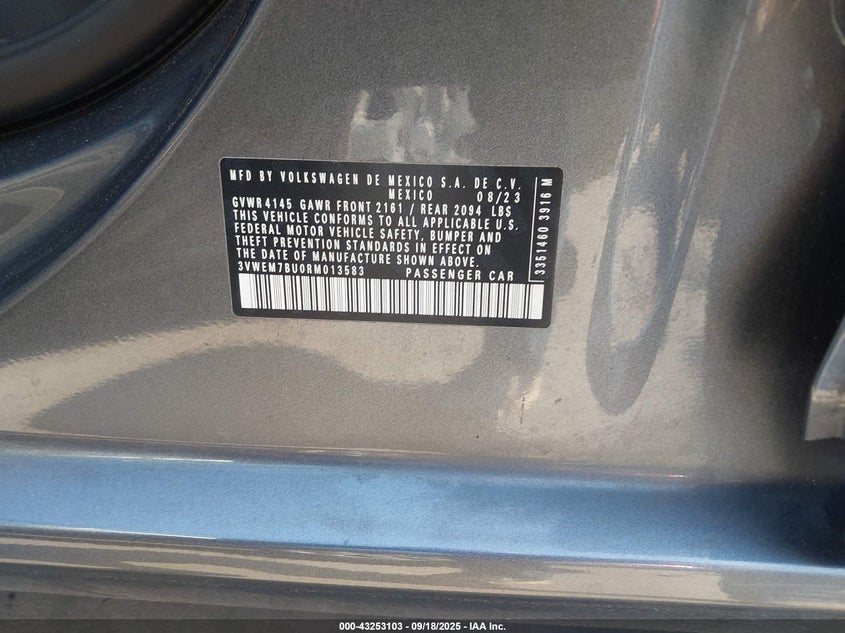 MFD BY VOLKSWAGEN DE MEXICO S.A. DE C.V.
MEXICO 08/23
GVWR 4145 GAWR FRONT 2161 / REAR 2094 LBS
THIS VEHICLE CONFORMS TO ALL APPLICABLE U.S.
FEDERAL MOTOR VEHICLE SAFETY, BUMPER AND
THEFT PREVENTION STANDARDS IN EFFECT ON
THE DATE OF MANUFACTURE SHOWN ABOVE.
3VWEM7BU0RM013583 PASSENGER CAR
3361460 3916 M
000-43253103 - 09/18/2025 - IAA Inc.